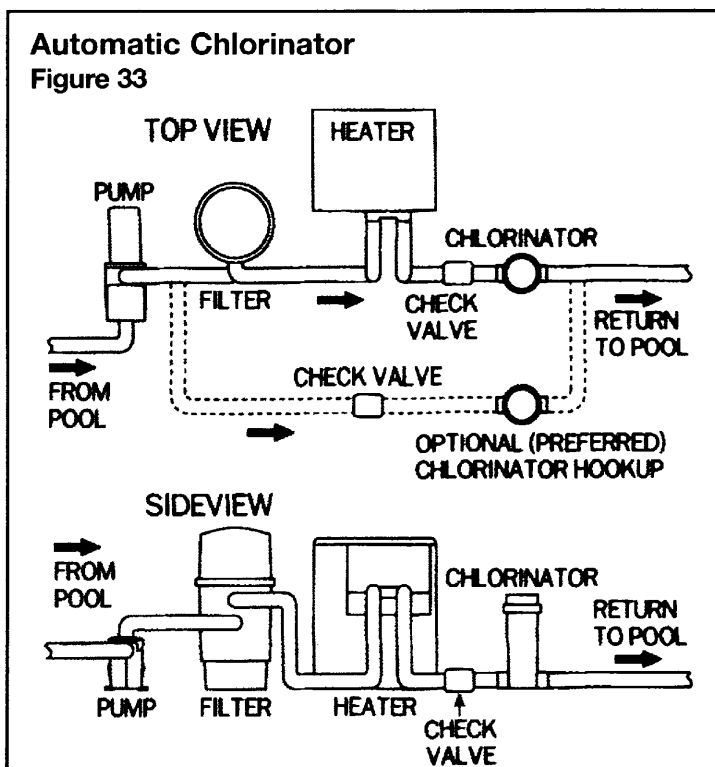 Automatic Chlorinator
Figure 33
TOP VIEW
HEATER
PUMP
CHLORINATOR
FILTER
CHECK
VALVE
RETURN
TO POOL
FROM
POOL
CHECK VALVE
OPTIONAL (PREFERRED)
CHLORINATOR HOOKUP
SIDEVIEW
FROM
POOL
CHLORINATOR
RETURN
TO POOL
PUMP
FILTER
HEATER
CHECK
VALVE